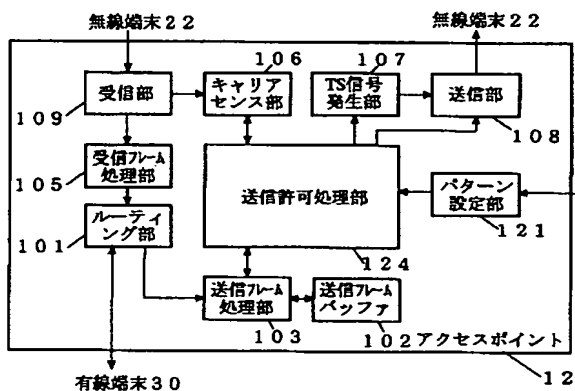 無線端末22
無線端末22
106
107
受信部
キャリア
センス部
TS信号
発生部
送信部
109
108
受信フレーム
処理部
105
送信許可処理部
パターン
設定部
121
ルーティ
ング部
101
124
送信フレーム
処理部
送信フレーム
バッファ
103
102
アクセスポイント
12
有線端末30